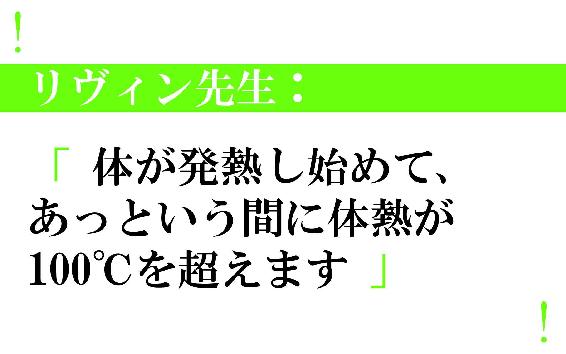 !
リヴィン先生：
「 体が発熱し始めて、
あっという間に体熱が
100℃を超えます 」
!